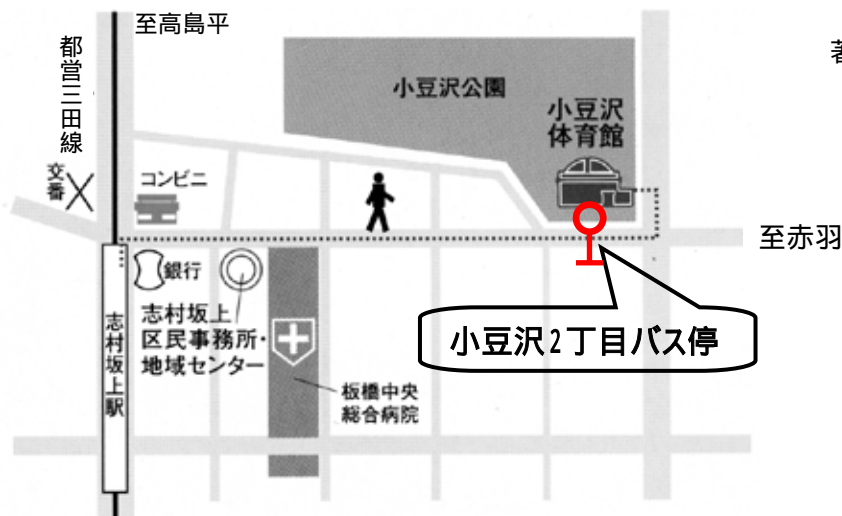 至高島平
都営三田線
交番
コンビニ
小豆沢公園
小豆沢
体育館
至赤羽
銀行
志村坂上
区民事務所・
地域センター
志村坂上駅
板橋中央
総合病院
小豆沢2丁目バス停